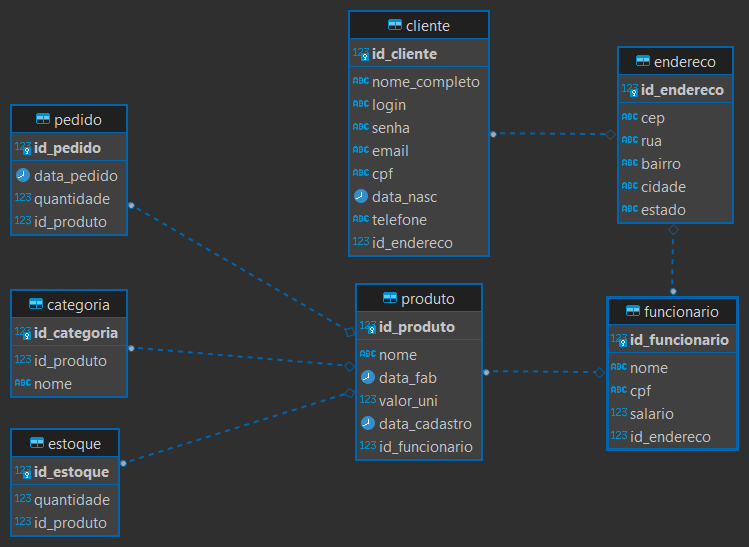 cliente
123 id_cliente
ABC nome_completo
ABC login
ABC senha
ABC email
ABC cpf
data_nasc
ABC telefone
123 id_endereco
endereco
123 id_endereco
ABC cep
ABC rua
ABC bairro
ABC cidade
ABC estado
pedido
123 id_pedido
data_pedido
123 quantidade
123 id_produto
categoria
123 id_categoria
123 id_produto
ABC nome
produto
123 id_produto
ABC nome
data_fab
123 valor_uni
data_cadastro
123 id_funcionario
funcionario
123 id_funcionario
ABC nome
ABC cpf
123 salario
123 id_endereco
estoque
123 id_estoque
123 quantidade
123 id_produto